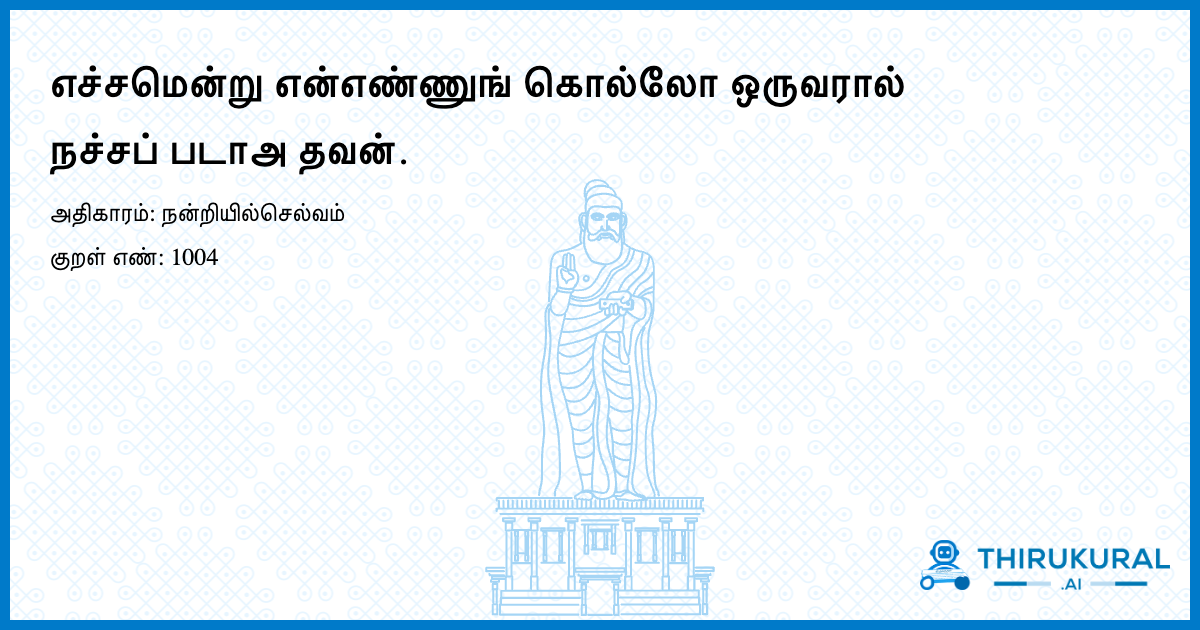 எச்சமென்று என்எண்ணுங் கொல்லோ ஒருவரால்
நச்சப் படாஅ தவன்.
அதிகாரம்: நன்றியில்செல்வம்
குறள் எண்: 1004
THIRUKURAL
.AI